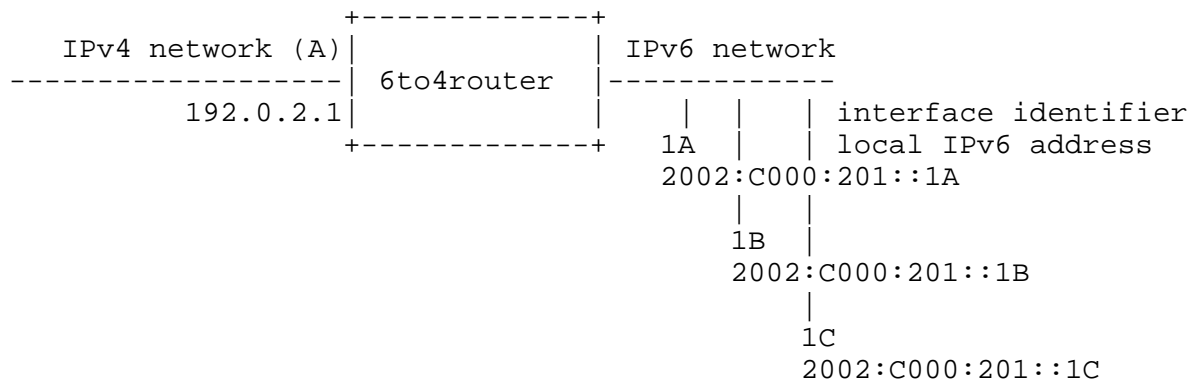 +-------------+
   IPv4 network (A)|             | IPv6 network
-------------------| 6to4router  |-------------
          192.0.2.1|             |  |  |  | interface identifier
                   +-------------+ 1A  |  | local IPv6 address
                                   2002:C000:201::1A
                                       |  |
                                       1B |
                                       2002:C000:201::1B
                                          |
                                          1C
                                          2002:C000:201::1C